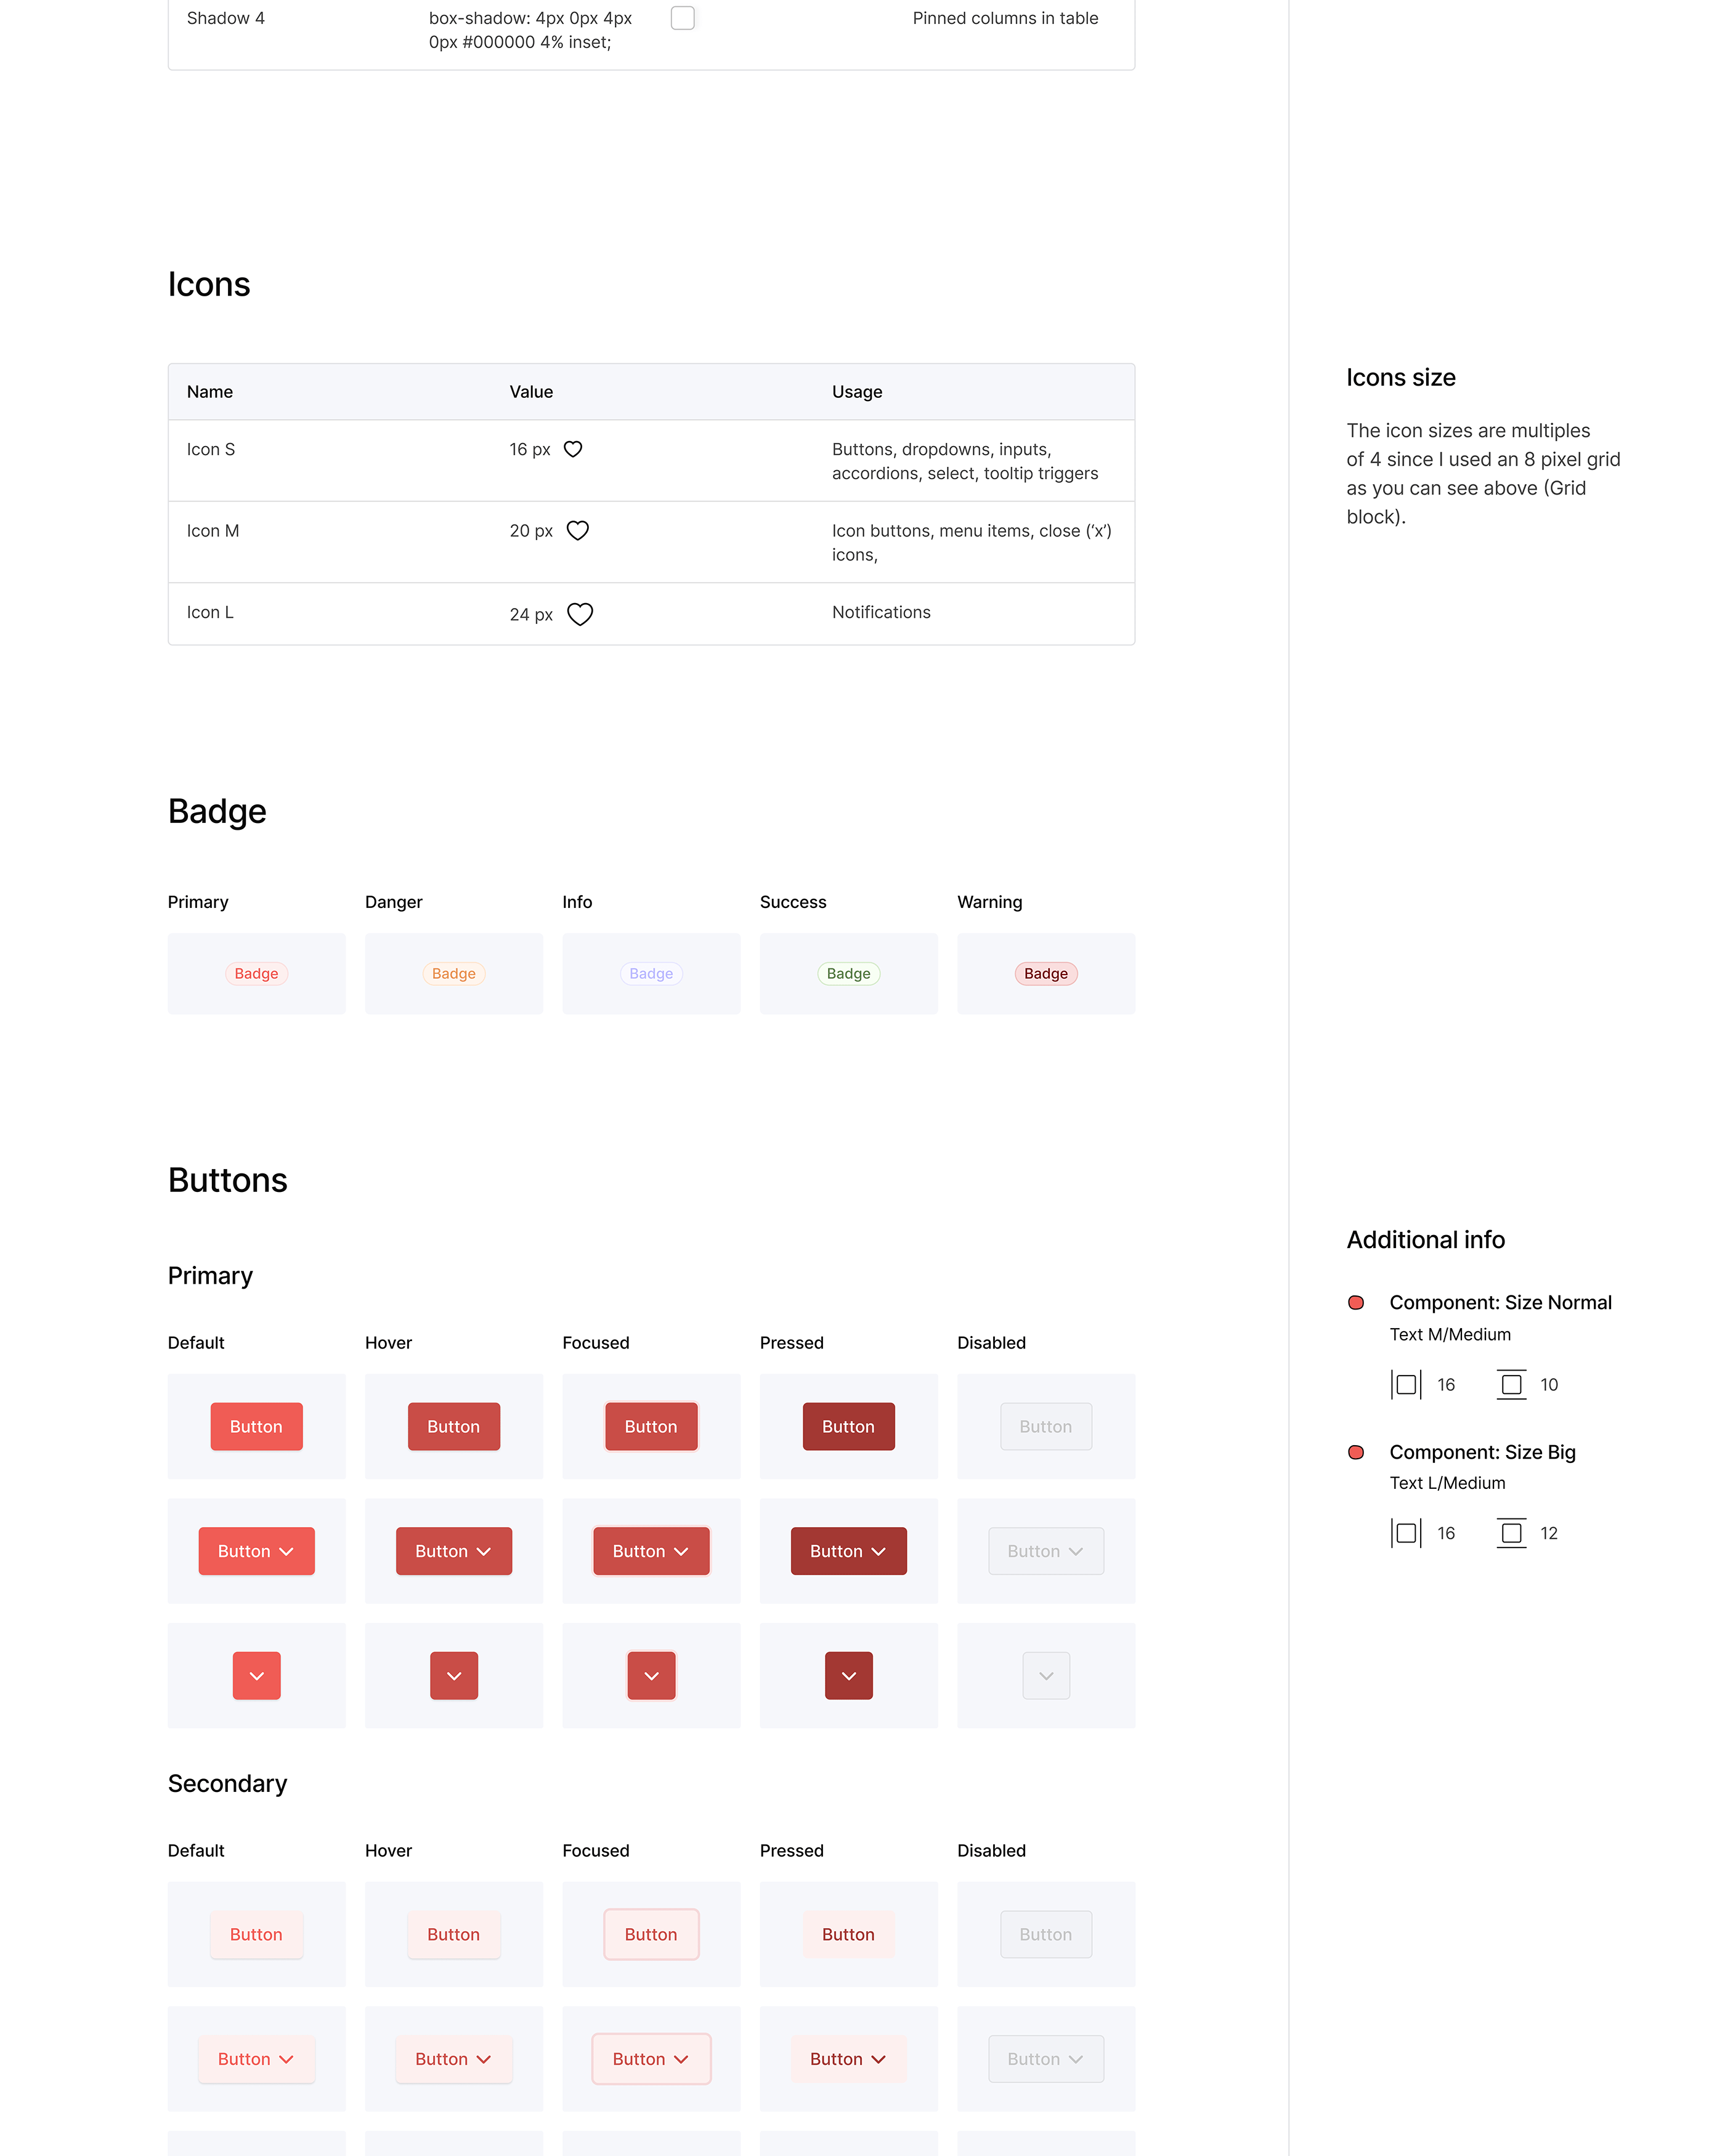 Shadow 4
box-shadow: 4px 0px 4px
0px #000000 4% inset;
Pinned columns in table
Icons
Name
Value
Usage
Icon S
16 px
Buttons, dropdowns, inputs,
accordions, select, tooltip triggers
Icon M
20 px
Icon buttons, menu items, close (‘x’)
icons,
Icon L
24 px
Notifications
Icons size
The icon sizes are multiples
of 4 since I used an 8 pixel grid
as you can see above (Grid
block).
Badge
Primary
Danger
Info
Success
Warning
Badge
Badge
Badge
Badge
Badge
Buttons
Primary
Default
Hover
Focused
Pressed
Disabled
Button
Button
Button
Button
Button
Button
Button
Button
Button
Button
Additional info
Component: Size Normal
Text M/Medium
16
10
Component: Size Big
Text L/Medium
16
12
Secondary
Default
Hover
Focused
Pressed
Disabled
Button
Button
Button
Button
Button
Button
Button
Button
Button
Button